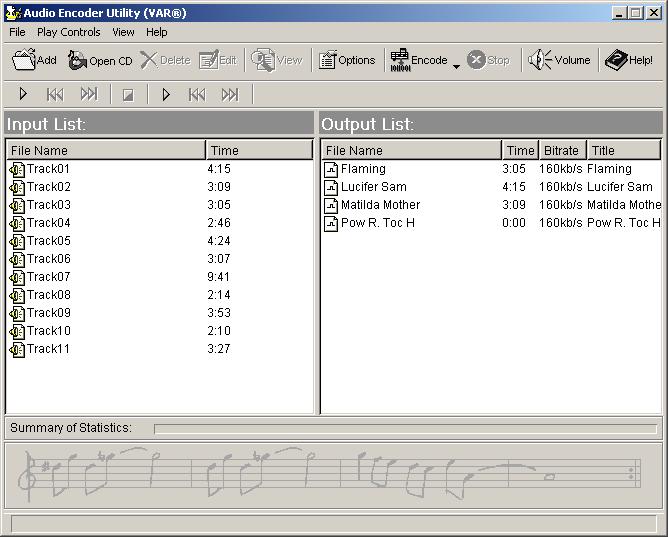 Audio Encoder Utility (VAR®)
File Play Controls View Help
Add Open CD Delete Edit View Options Encode Stop Volume Help!
Input List: Output List:
File Name Time File Name Time Bitrate Title
Track01 4:15 Flaming 3:05 160kb/s Flaming
Track02 3:09 Lucifer Sam 4:15 160kb/s Lucifer Sam
Track03 3:05 Matilda Mother 3:09 160kb/s Matilda Mothe
Track04 2:46 Pow R. Toc H 0:00 160kb/s Pow R. Toc H
Track05 4:24
Track06 3:07
Track07 9:41
Track08 2:14
Track09 3:53
Track10 2:10
Track11 3:27
Summary of Statistics: